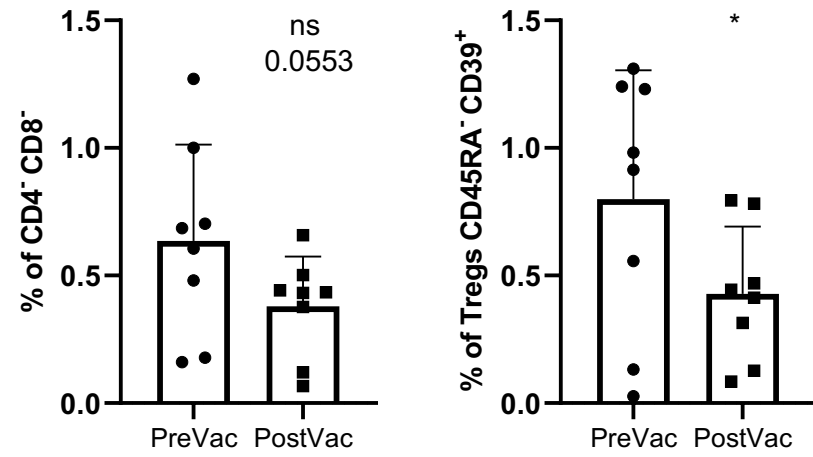 % of CD4⁻ CD8⁻
1.5
1.0
0.5
0.0
ns
0.0553
PreVac PostVac
% of Tregs CD45RA⁻ CD39⁺
1.5
1.0
0.5
0.0
*
PreVac PostVac